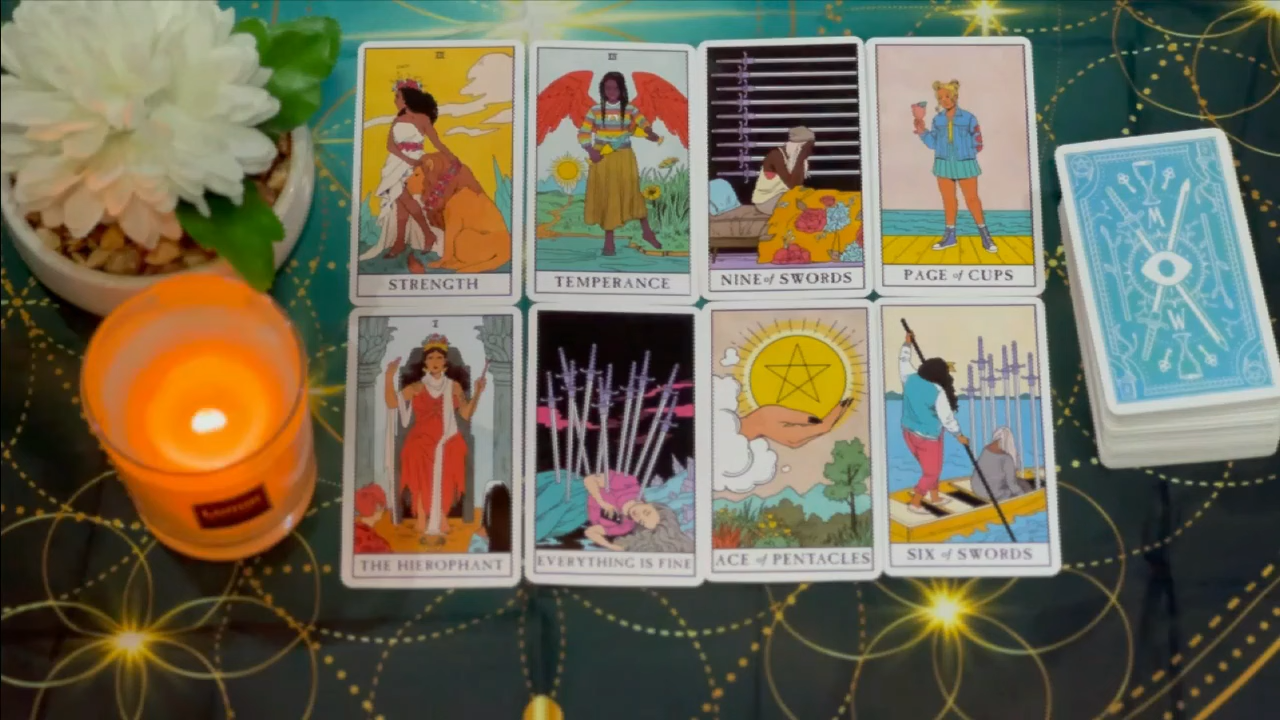 STRENGTH
TEMPERANCE
NINE of SWORDS
PAGE of CUPS
THE HIEROPHANT
EVERYTHING IS FINE
ACE of PENTACLES
SIX of SWORDS
M
W